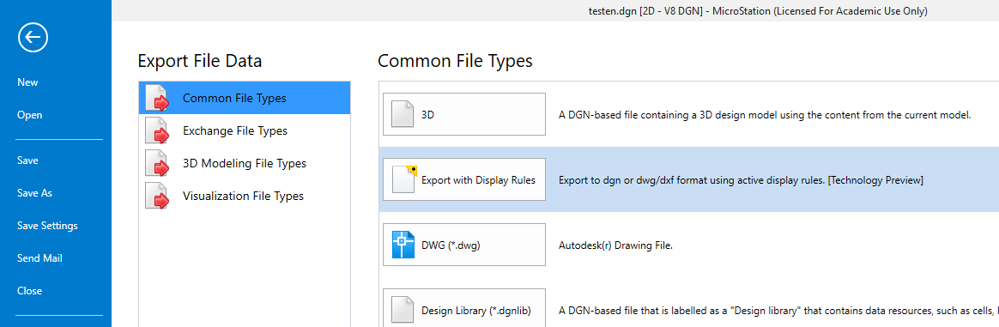 testen.dgn [2D - V8 DGN] - MicroStation (Licensed For Academic Use Only)
New
Open
Save
Save As
Save Settings
Send Mail
Close
Export File Data
Common File Types
Exchange File Types
3D Modeling File Types
Visualization File Types
Common File Types
3D A DGN-based file containing a 3D design model using the content from the current model.
Export with Display Rules Export to dgn or dwg/dxf format using active display rules. [Technology Preview]
DWG (*.dwg) Autodesk(r) Drawing File.
Design Library (*.dgnlib) A DGN-based file that is labelled as a "Design library" that contains data resources, such as cells,